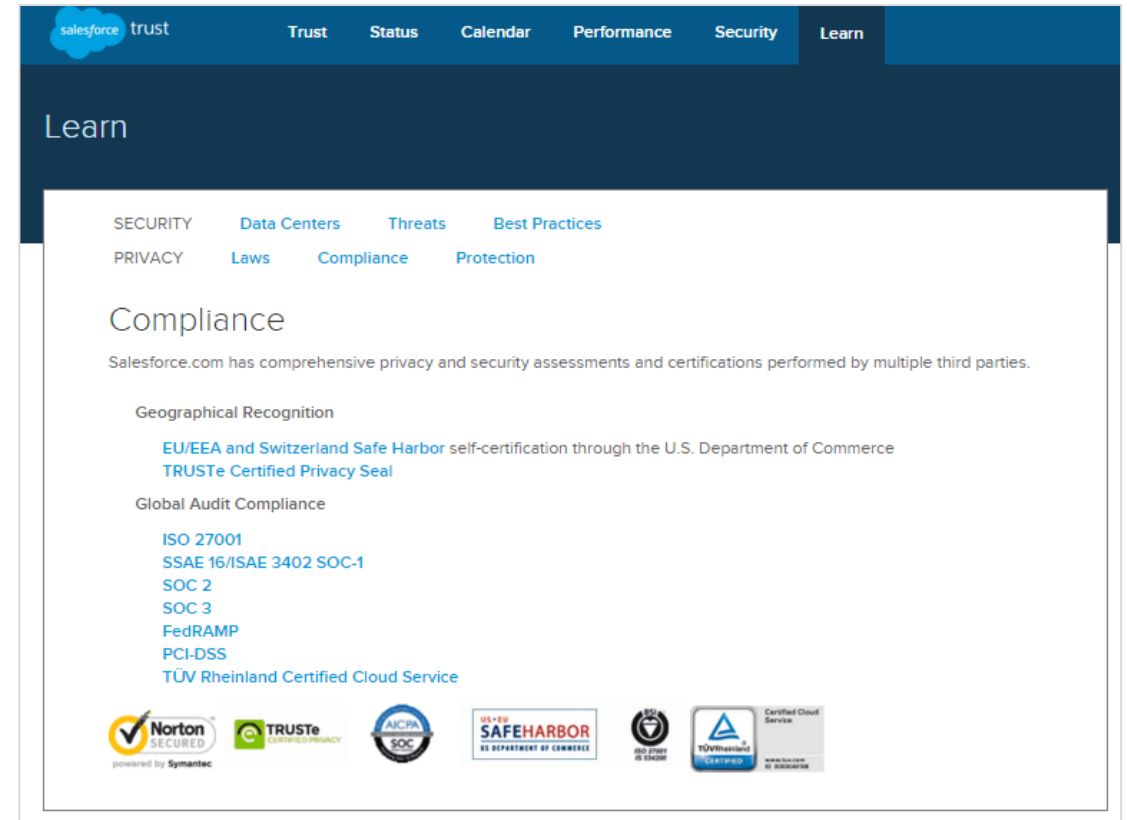 salesforce trust Trust Status Calendar Performance Security Learn
Learn
SECURITY Data Centers Threats Best Practices
PRIVACY Laws Compliance Protection
Compliance
Salesforce.com has comprehensive privacy and security assessments and certifications performed by multiple third parties.
Geographical Recognition
EU/EEA and Switzerland Safe Harbor self-certification through the U.S. Department of Commerce
TRUSTe Certified Privacy Seal
Global Audit Compliance
ISO 27001
SSAE 16/ISAE 3402 SOC-1
SOC 2
SOC 3
FedRAMP
PCI-DSS
TÜV Rheinland Certified Cloud Service
Norton
SECURED
powered by Symantec
TRUSTe
CERTIFIED PRIVACY
AICPA
SOC
US-EU
SAFEHARBOR
US DEPARTMENT OF COMMERCE
BSI
ISO 27001
IS 534200
TÜVRheinland
CERTIFIED
Certified Cloud
Service
www.tuv.com